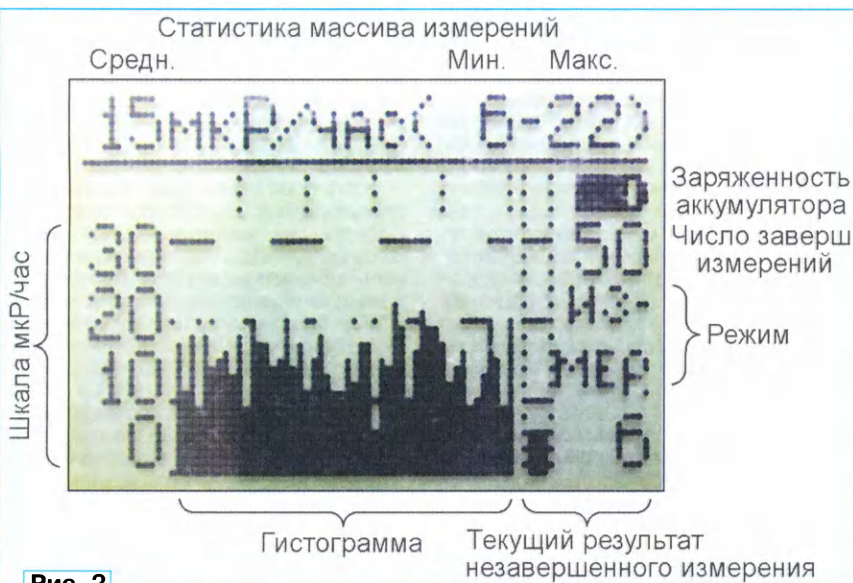 Статистика массива измерений
Средн. Мин. Макс.
15мкР/час( 6-22)
Заряженность
аккумулятора
30 50
Число заверш
измерений
20 ИЗ-
Режим
10 МЕР
0 6
Шкала мкР/час
Гистограмма
Текущий результат
незавершенного измерения
Рис. 2